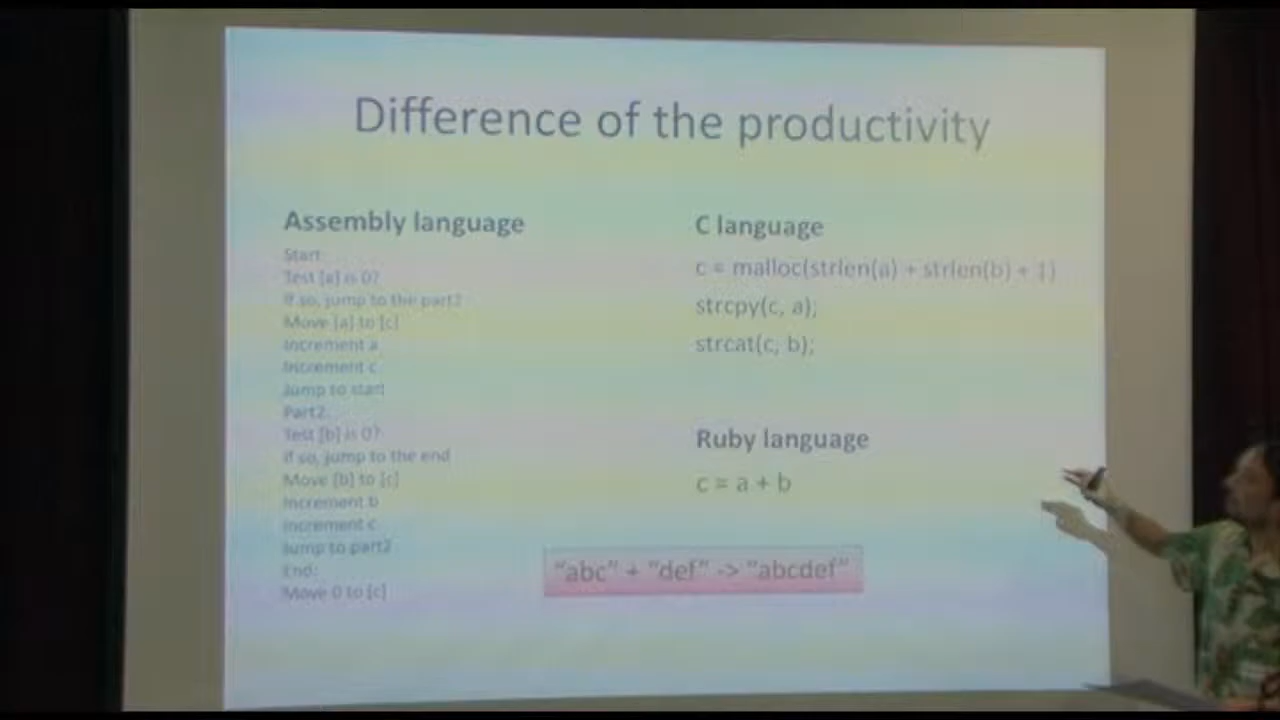 Difference of the productivity
Assembly language
Start:
Test [a] is 0?
If so, jump to the part2
Move [a] to [c]
Increment a
Increment c
Jump to start
Part2:
Test [b] is 0?
If so, jump to the end
Move [b] to [c]
Increment b
Increment c
Jump to part2
End:
Move 0 to [c]
C language
c = malloc(strlen(a) + strlen(b) + 1)
strcpy(c, a);
strcat(c, b);
Ruby language
c = a + b
"abc" + "def" -> "abcdef"